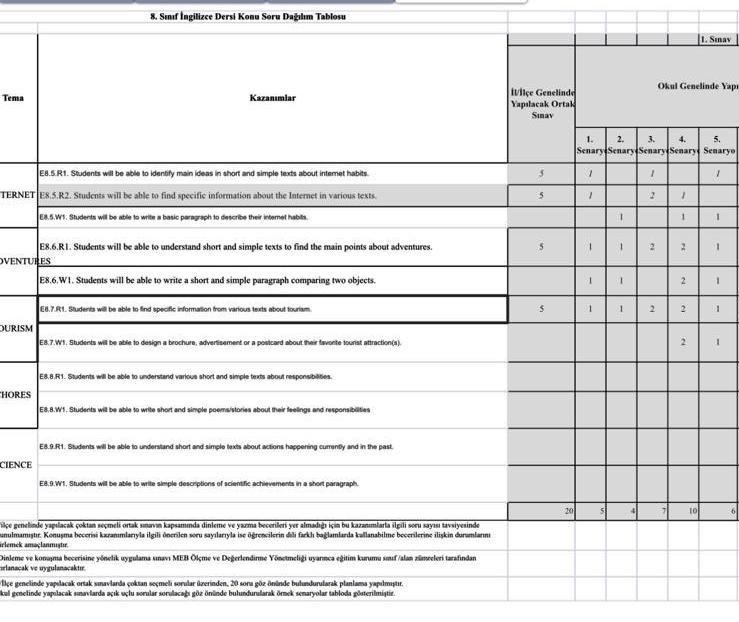 8. Sınıf İngilizce Dersi Konu Soru Dağılım Tablosu
1. Sınav
Tema
Kazanımlar
İl/İlçe Genelinde
Yapılacak Ortak
Sınav
Okul Genelinde Yapı
1. 2. 3. 4. 5.
Senaryo Senaryo Senaryo Senaryo Senaryo
E8.5.R1. Students will be able to identify main ideas in short and simple texts about internet habits. 5 1 1 1
TERNET E8.5.R2. Students will be able to find specific information about the Internet in various texts. 5 1 2 1
E8.5.W1. Students will be able to write a basic paragraph to describe their internet habits. 1 1 1
E8.6.R1. Students will be able to understand short and simple texts to find the main points about adventures. 5 1 1 2 2 1
DVENTURES
E8.6.W1. Students will be able to write a short and simple paragraph comparing two objects. 1 1 2 1
E8.7.R1. Students will be able to find specific information from various texts about tourism. 5 1 1 2 2 1
OURISM
E8.7.W1. Students will be able to design a brochure, advertisement or a postcard about their favorite tourist attraction(s). 2 1
E8.8.R1. Students will be able to understand various short and simple texts about responsibilities.
CHORES
E8.8.W1. Students will be able to write short and simple poems/stories about their feelings and responsibilities
E8.9.R1. Students will be able to understand short and simple texts about actions happening currently and in the past.
CIENCE
E8.9.W1. Students will be able to write simple descriptions of scientific achievements in a short paragraph.
20 5 4 7 10 6
ilçe genelinde yapılacak çoktan seçmeli ortak sınavın kapsamında dinleme ve yazma becerileri yer almadığı için bu kazanımlarla ilgili soru sayısı tavsiyesinde
unulmamıştır. Konuşma becerisi kazanımlarıyla ilgili önerilen soru sayılarıyla ise öğrencilerin dili farklı bağlamlarda kullanabilme becerilerine ilişkin durumlarını
irlemek amaçlanmıştır.
Dinleme ve konuşma becerisine yönelik uygulama sınavı MEB Ölçme ve Değerlendirme Yönetmeliği uyarınca eğitim kurumu sınıf /alan zümreleri tarafından
ırlanacak ve uygulanacaktır.
/İlçe genelinde yapılacak ortak sınavlarda çoktan seçmeli sorular üzerinden, 20 soru göz önünde bulundurularak planlama yapılmıştır.
kul genelinde yapılacak sınavlarda açık uçlu sorular sorulacağı göz önünde bulundurularak örnek senaryolar tabloda gösterilmiştir.